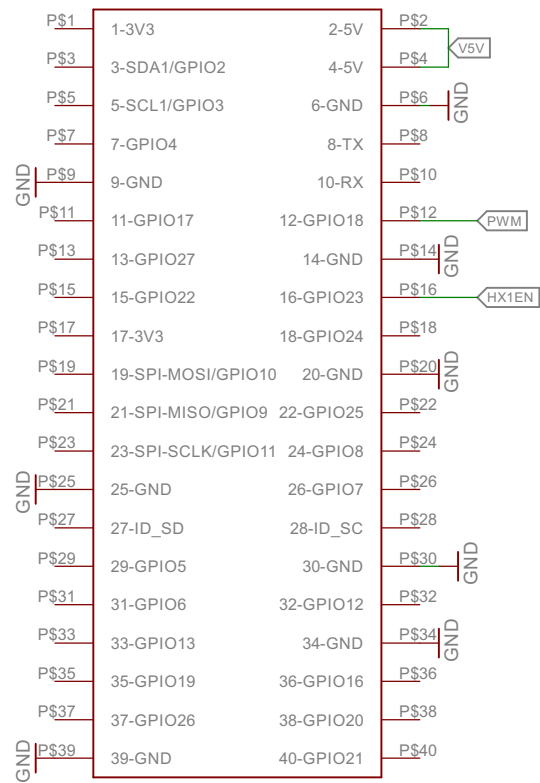 P$1 1-3V3 2-5V P$2
V5V
P$3 3-SDA1/GPIO2 4-5V P$4
P$5 5-SCL1/GPIO3 6-GND P$6 GND
P$7 7-GPIO4 8-TX P$8
GND P$9 9-GND 10-RX P$10
P$11 11-GPIO17 12-GPIO18 P$12 PWM
P$13 13-GPIO27 14-GND P$14 GND
P$15 15-GPIO22 16-GPIO23 P$16 HX1EN
P$17 17-3V3 18-GPIO24 P$18
P$19 19-SPI-MOSI/GPIO10 20-GND P$20 GND
P$21 21-SPI-MISO/GPIO9 22-GPIO25 P$22
P$23 23-SPI-SCLK/GPIO11 24-GPIO8 P$24
GND P$25 25-GND 26-GPIO7 P$26
P$27 27-ID_SD 28-ID_SC P$28
P$29 29-GPIO5 30-GND P$30 GND
P$31 31-GPIO6 32-GPIO12 P$32
P$33 33-GPIO13 34-GND P$34 GND
P$35 35-GPIO19 36-GPIO16 P$36
P$37 37-GPIO26 38-GPIO20 P$38
GND P$39 39-GND 40-GPIO21 P$40